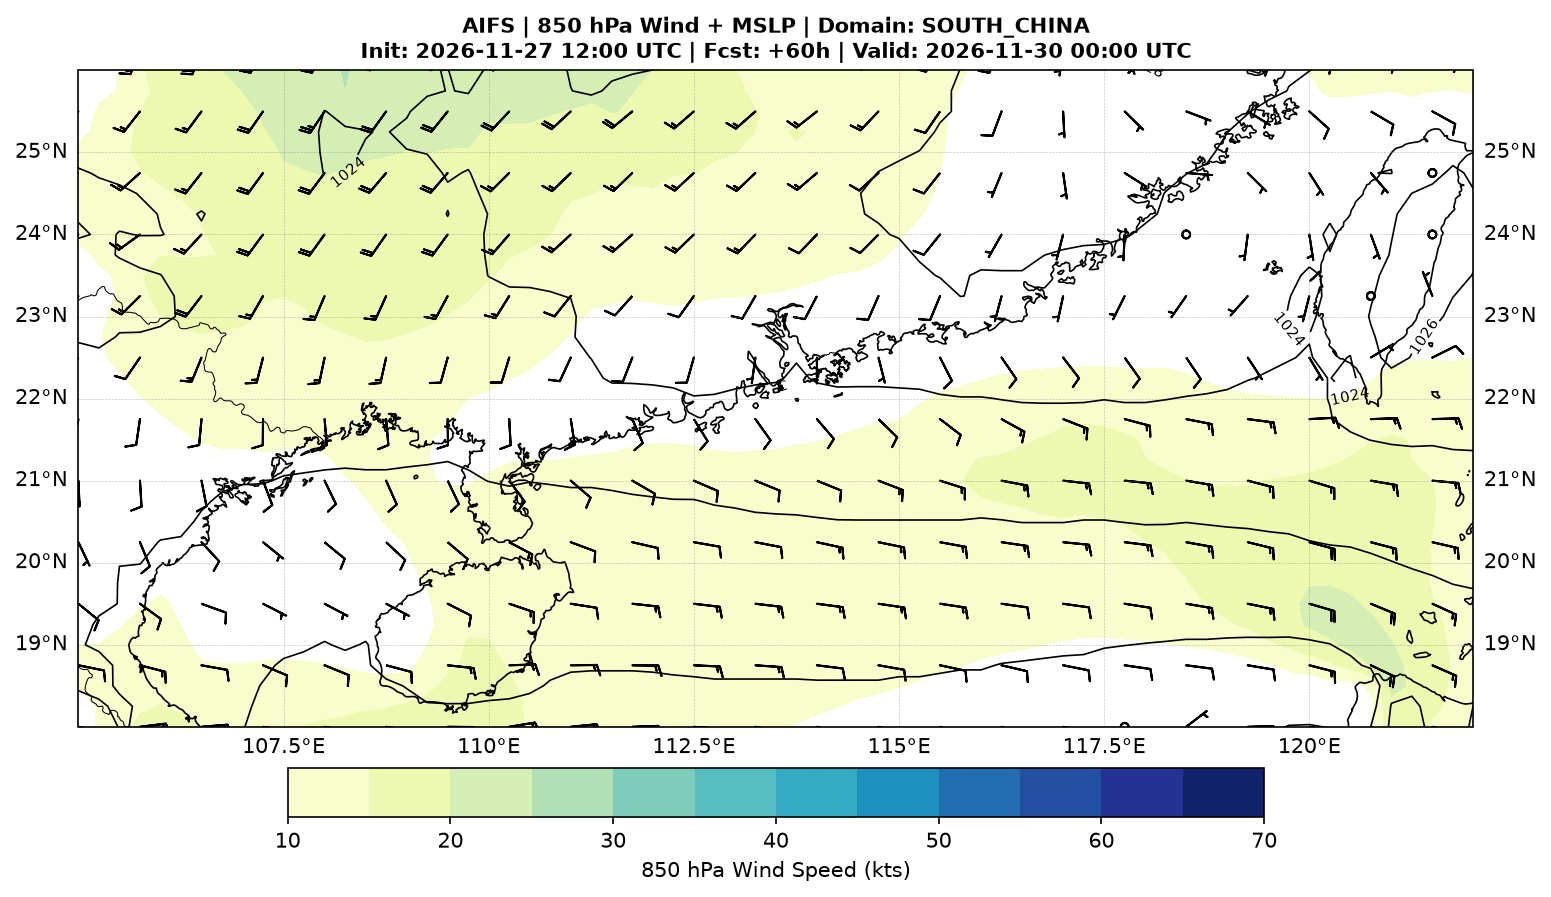 AIFS | 850 hPa Wind + MSLP | Domain: SOUTH_CHINA
Init: 2026-11-27 12:00 UTC | Fcst: +60h | Valid: 2026-11-30 00:00 UTC
25°N
24°N
23°N
22°N
21°N
20°N
19°N
1024
1024
1026
1024
25°N
24°N
23°N
22°N
21°N
20°N
19°N
107.5°E 110°E 112.5°E 115°E 117.5°E 120°E
10 20 30 40 50 60 70
850 hPa Wind Speed (kts)